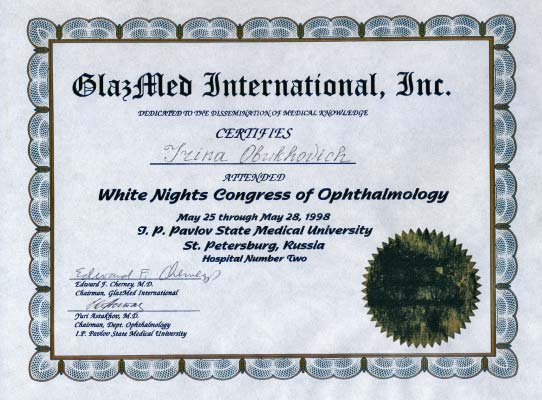 GlazMed International, Inc.
DEDICATED TO THE DISSEMINATION OF MEDICAL KNOWLEDGE
CERTIFIES
Irina Obukhovich
ATTENDED
White Nights Congress of Ophthalmology
May 25 through May 28, 1998
I. P. Pavlov State Medical University
St. Petersburg, Russia
Hospital Number Two
Edward F. Cherney
Edward F. Cherney, M.D.
Chairman, GlazMed International
Yuri Astakhov, M.D.
Chairman, Dept. Ophthalmology
I.P. Pavlov State Medical University